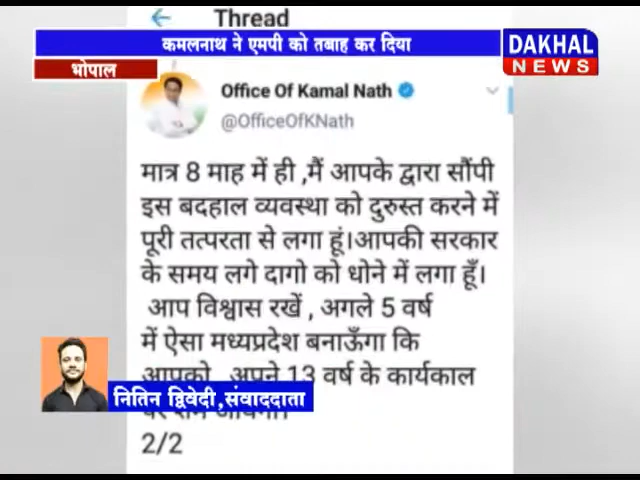 Thread
कमलनाथ ने एमपी को तबाह कर दिया
DAKHAL
NEWS
भोपाल
Office Of Kamal Nath
@OfficeOfKNath
मात्र 8 माह में ही ,मैं आपके द्वारा सौंपी
इस बदहाल व्यवस्था को दुरुस्त करने में
पूरी तत्परता से लगा हूं।आपकी सरकार
के समय लगे दागो को धोने में लगा हूँ।
आप विश्वास रखें , अगले 5 वर्ष
में ऐसा मध्यप्रदेश बनाऊँगा कि
आपको , अपने 13 वर्ष के कार्यकाल
नितिन द्विवेदी,संवाददाता
2/2